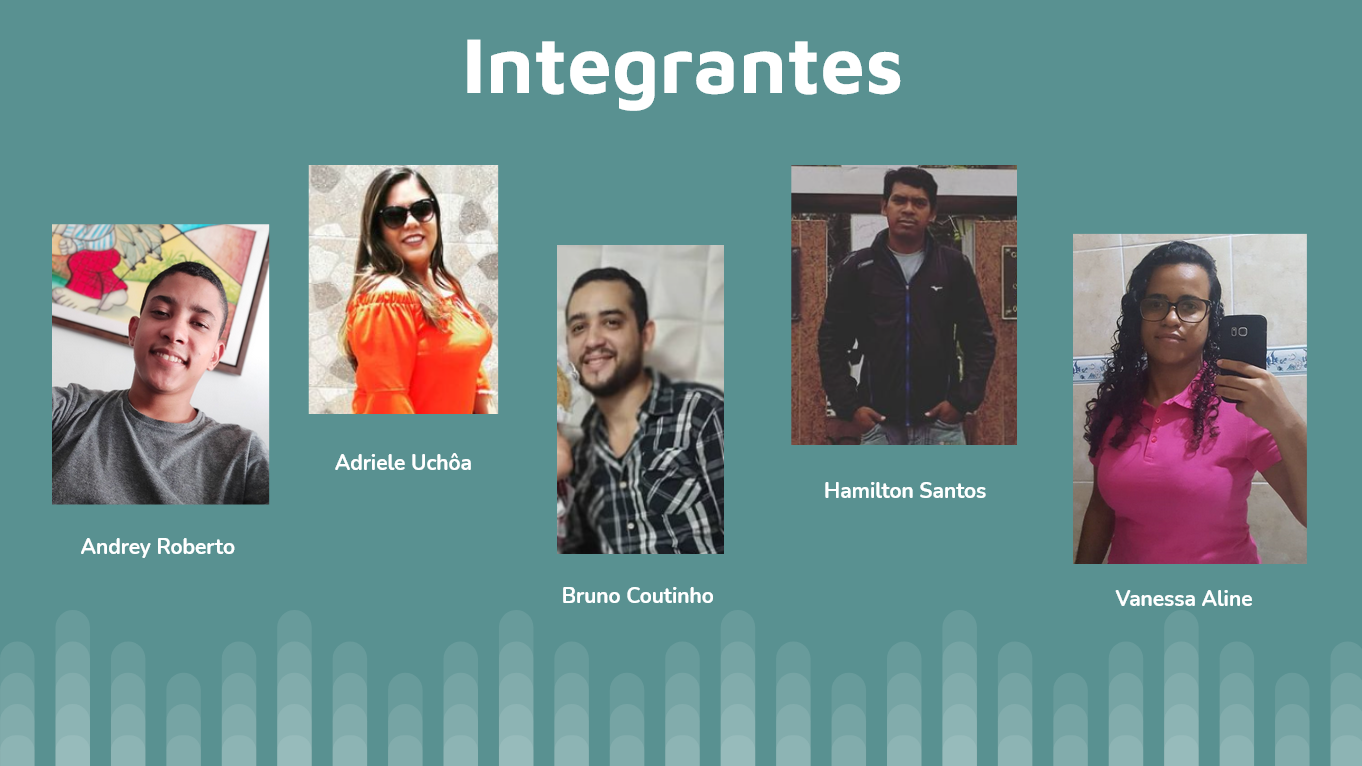 Integrantes
Andrey Roberto
Adriele Uchôa
Bruno Coutinho
Hamilton Santos
Vanessa Aline